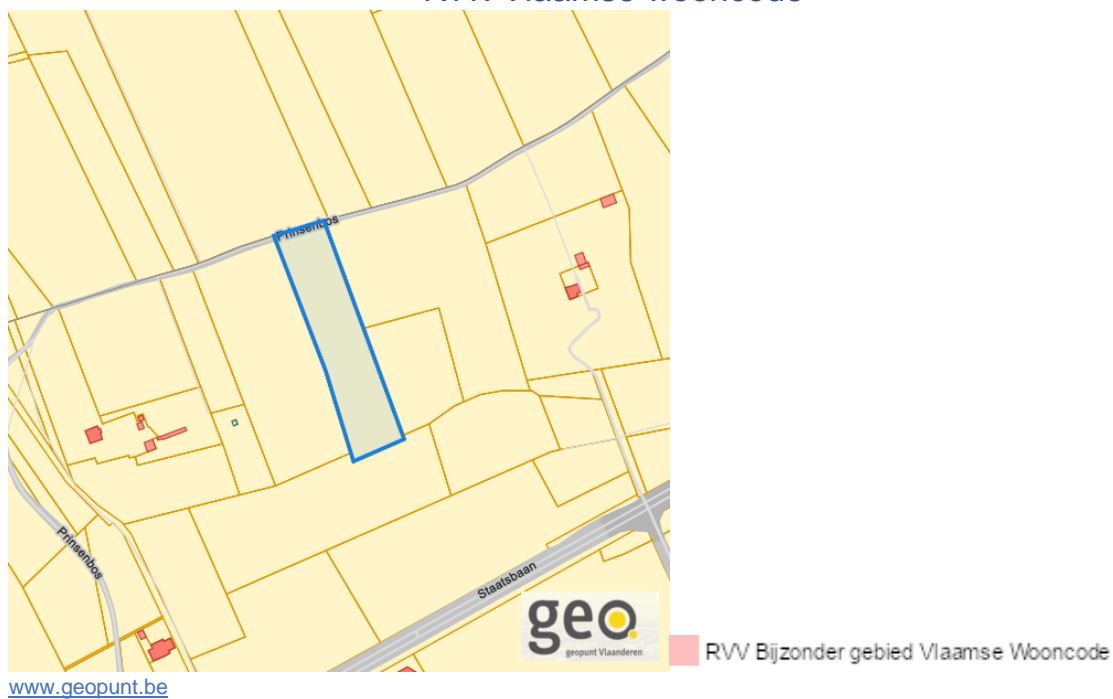 RVV Vlaamse Wooncode
Prinsenbos
Prinsenbos
Staatsbaan
geo
geopunt Vlaanderen
RVV Bijzonder gebied Vlaamse Wooncode
www.geopunt.be